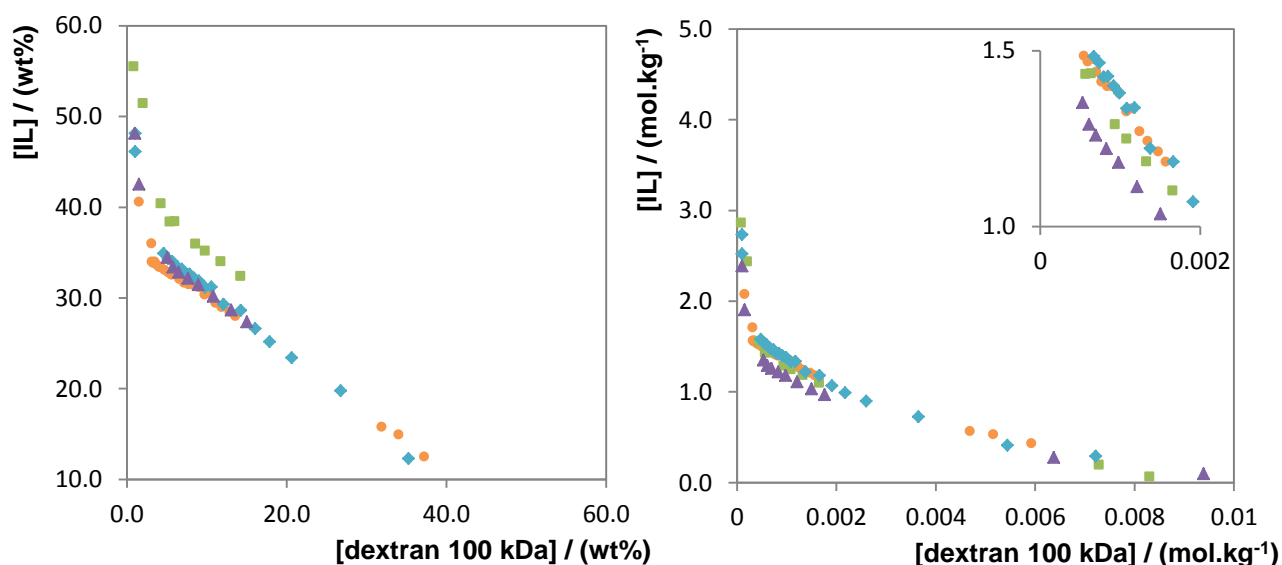 [IL] / (wt%)
60.0
50.0
40.0
30.0
20.0
10.0
0.0 20.0 40.0 60.0
[dextran 100 kDa] / (wt%)
[IL] / (mol.kg⁻¹)
5.0
4.0
3.0
2.0
1.0
0.0
0 0.002 0.004 0.006 0.008 0.01
[dextran 100 kDa] / (mol.kg⁻¹)
1.5
1.0
0 0.002